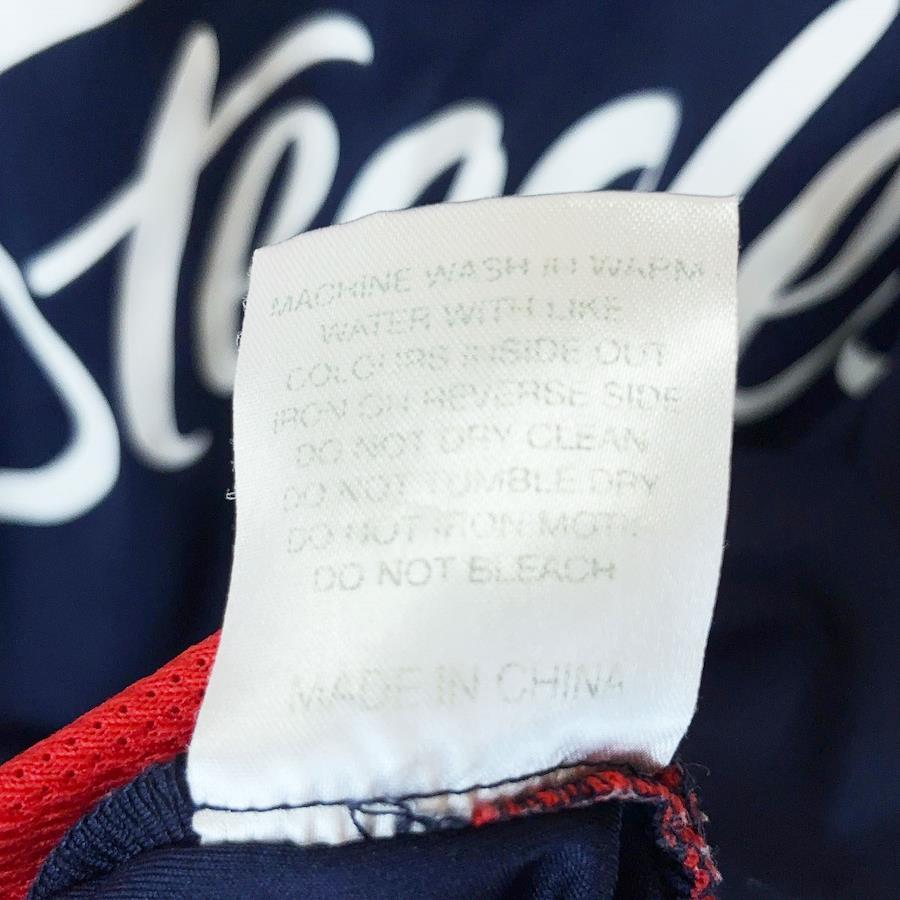 MACHINE WASH IN WARM
WATER WITH LIKE
COLOURS INSIDE OUT
IRON ON REVERSE SIDE
DO NOT DRY CLEAN
DO NOT TUMBLE DRY
DO NOT IRON
DO NOT BLEACH
MADE IN CHINA